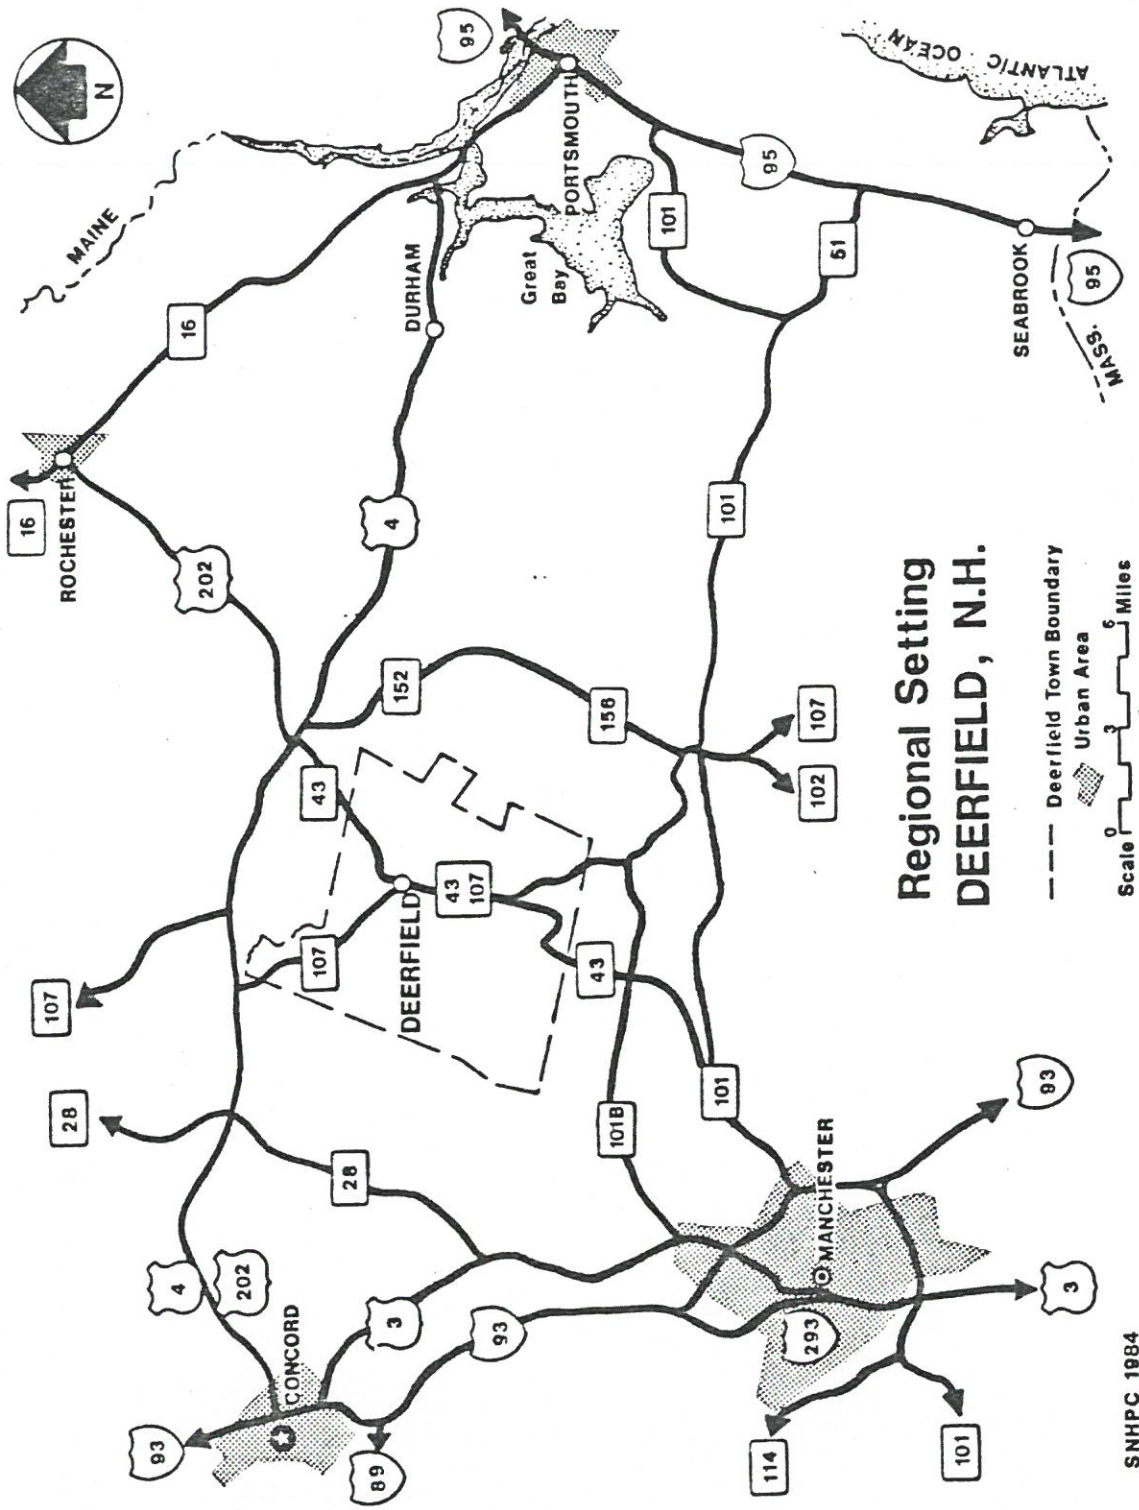 N
MAINE
95
16
ROCHESTER
16
202
4
DURHAM
Great
Bay
PORTSMOUTH
101
95
ATLANTIC OCEAN
51
SEABROOK
95
MASS.
101
152
156
107
102
43
43
107
107
DEERFIELD
107
43
28
28
101B
101
93
4
202
CONCORD
3
93
93
89
MANCHESTER
293
3
114
101
Regional Setting
DEERFIELD, N.H.
Deerfield Town Boundary
Urban Area
0 3 6
Scale Miles
SNHPC 1984